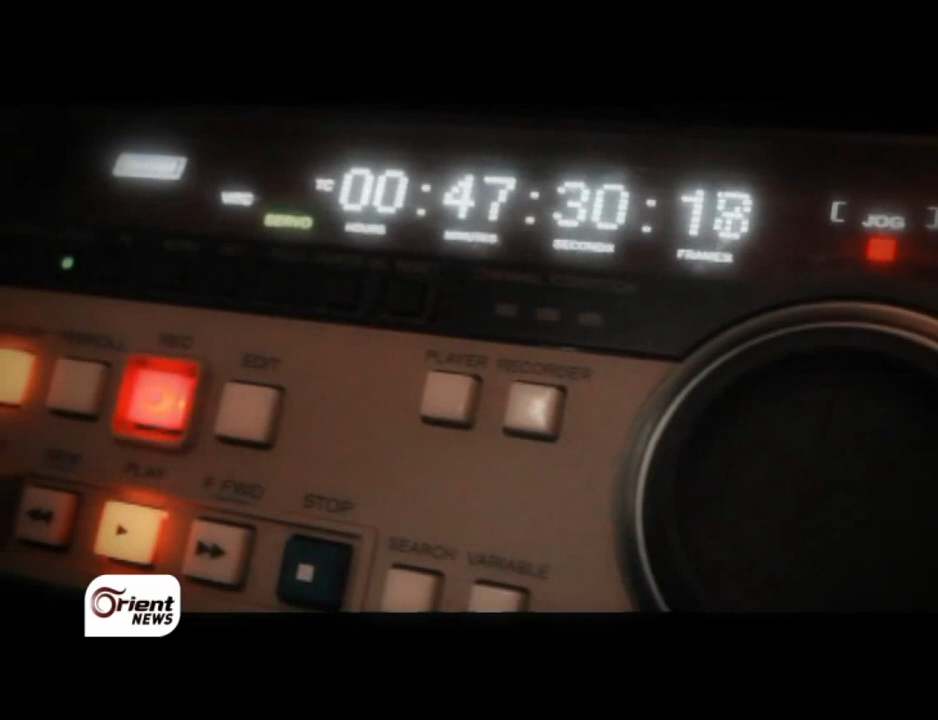 TC 00:47:30:18
SERVO
HOURS MINUTES SECONDS FRAMES
[ JOG ]
REC
EDIT
PLAYER RECORDER
PLAY
F FWD
STOP
SEARCH VARIABLE
Orient
NEWS